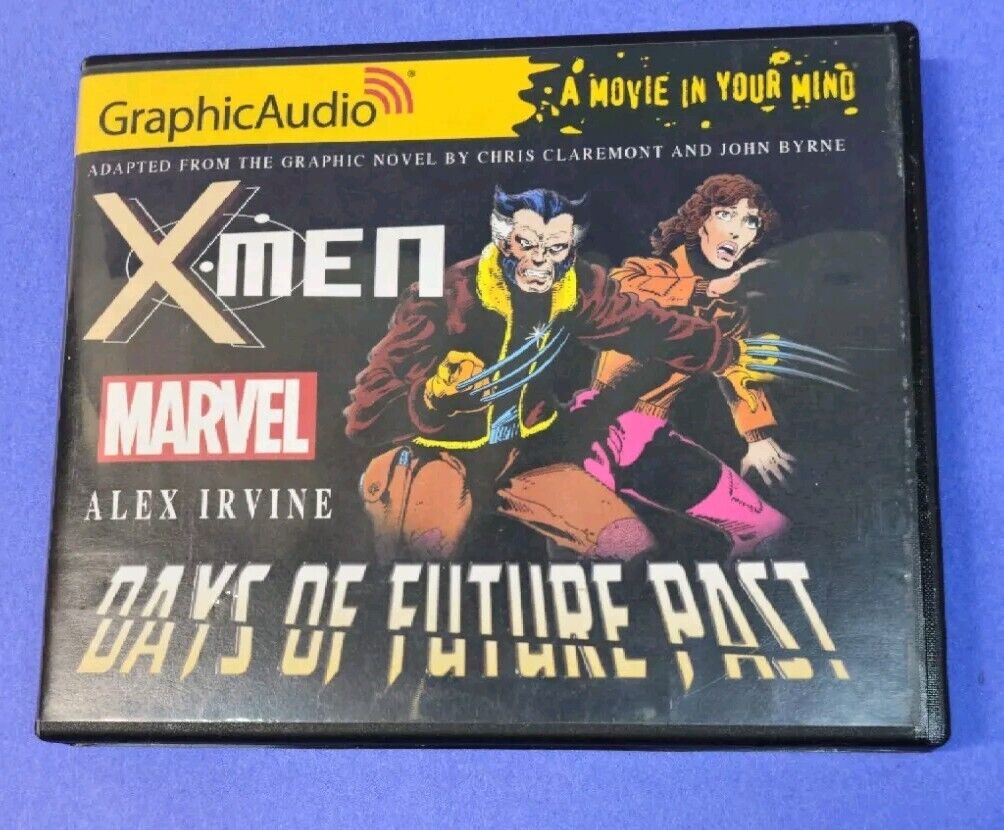 GraphicAudio®
A MOVIE IN YOUR MIND
ADAPTED FROM THE GRAPHIC NOVEL BY CHRIS CLAREMONT AND JOHN BYRNE
X-MEN
MARVEL
ALEX IRVINE
DAYS OF FUTURE PAST